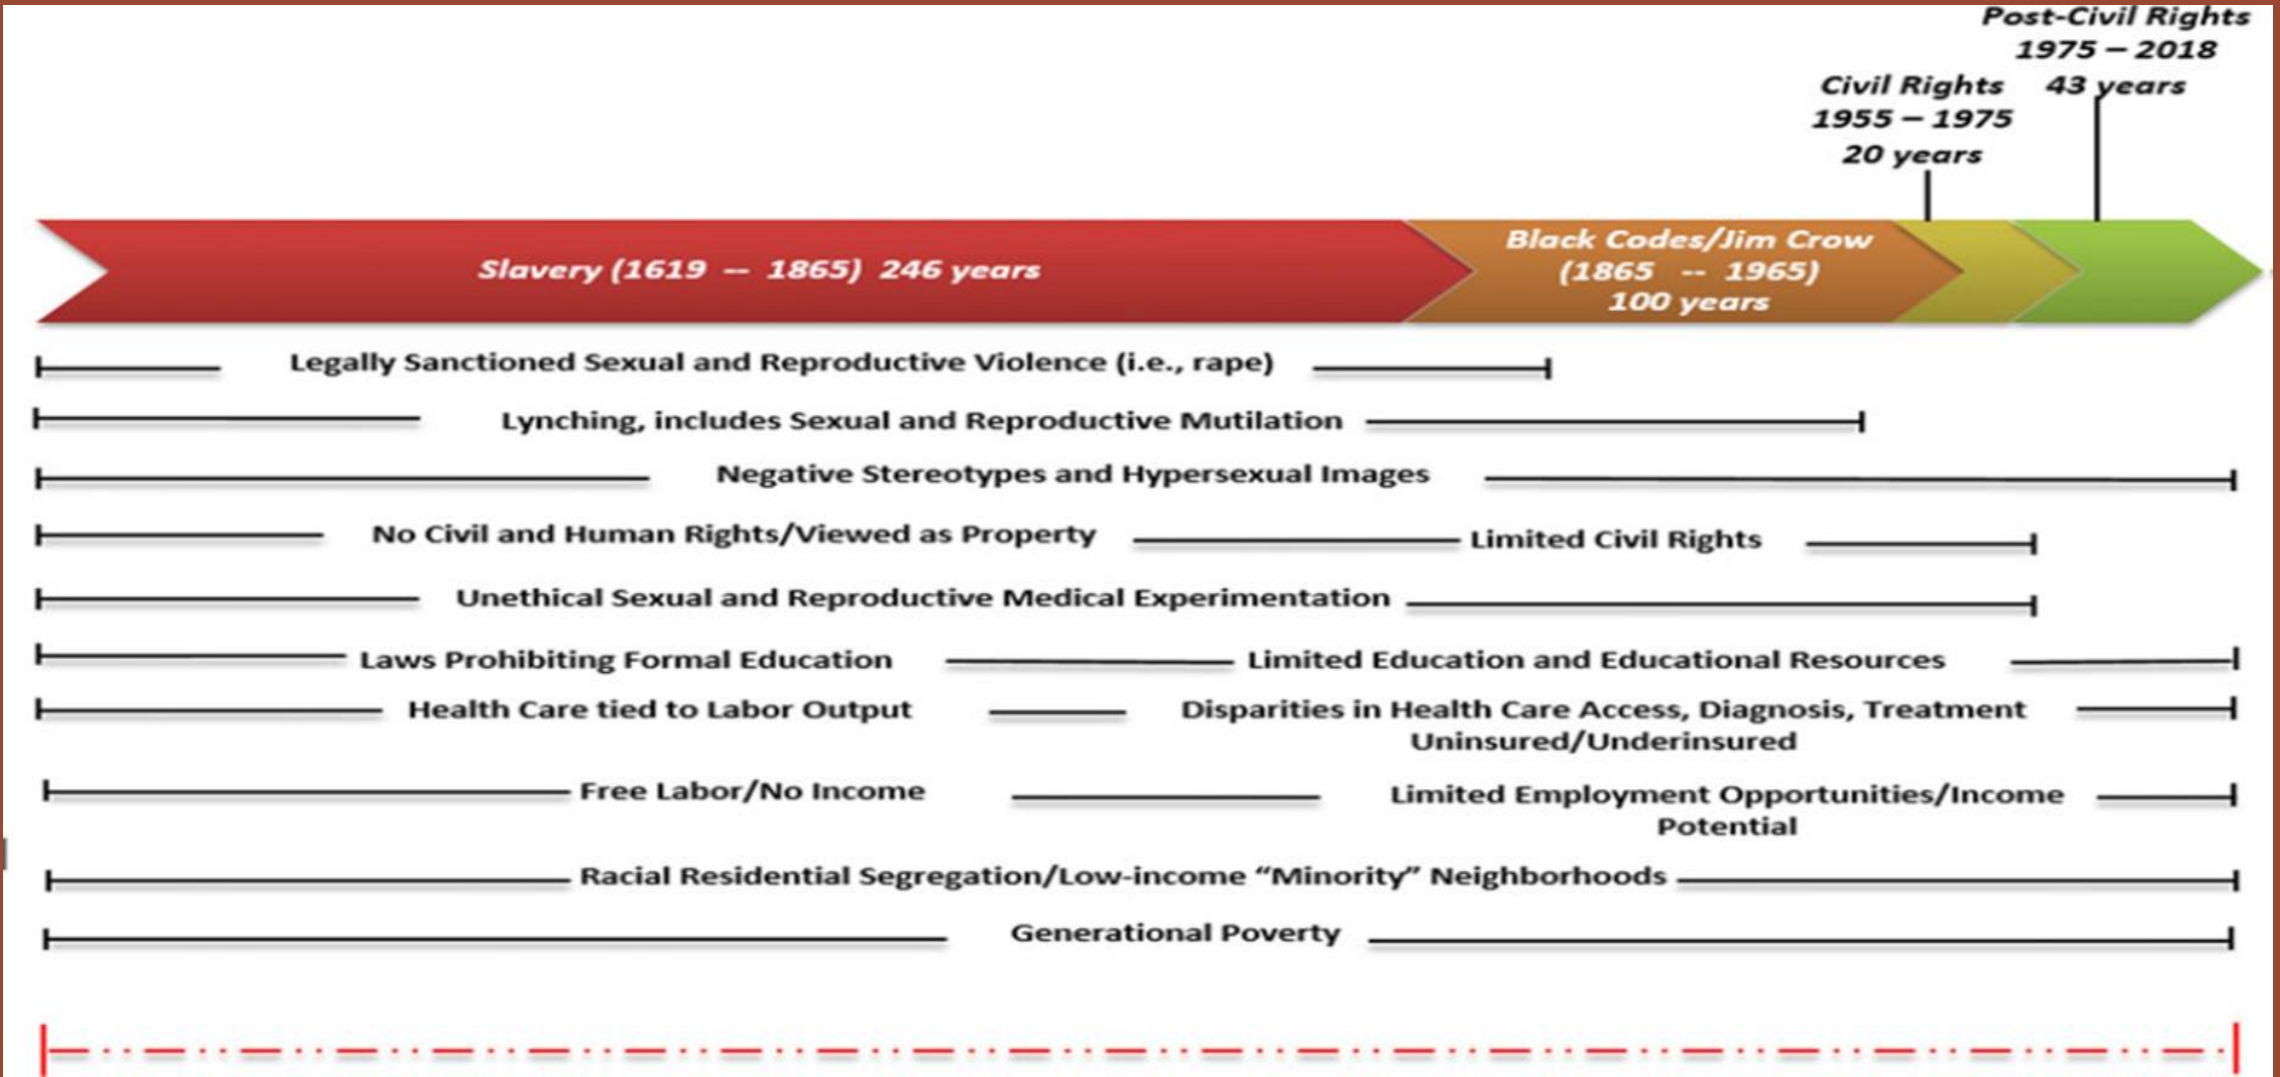 Post-Civil Rights
1975 – 2018
43 years
Civil Rights
1955 – 1975
20 years
Slavery (1619 -- 1865) 246 years
Black Codes/Jim Crow
(1865 -- 1965)
100 years
Legally Sanctioned Sexual and Reproductive Violence (i.e., rape)
Lynching, includes Sexual and Reproductive Mutilation
Negative Stereotypes and Hypersexual Images
No Civil and Human Rights/Viewed as Property
Limited Civil Rights
Unethical Sexual and Reproductive Medical Experimentation
Laws Prohibiting Formal Education
Limited Education and Educational Resources
Health Care tied to Labor Output
Disparities in Health Care Access, Diagnosis, Treatment
Uninsured/Underinsured
Free Labor/No Income
Limited Employment Opportunities/Income
Potential
Racial Residential Segregation/Low-income “Minority” Neighborhoods
Generational Poverty